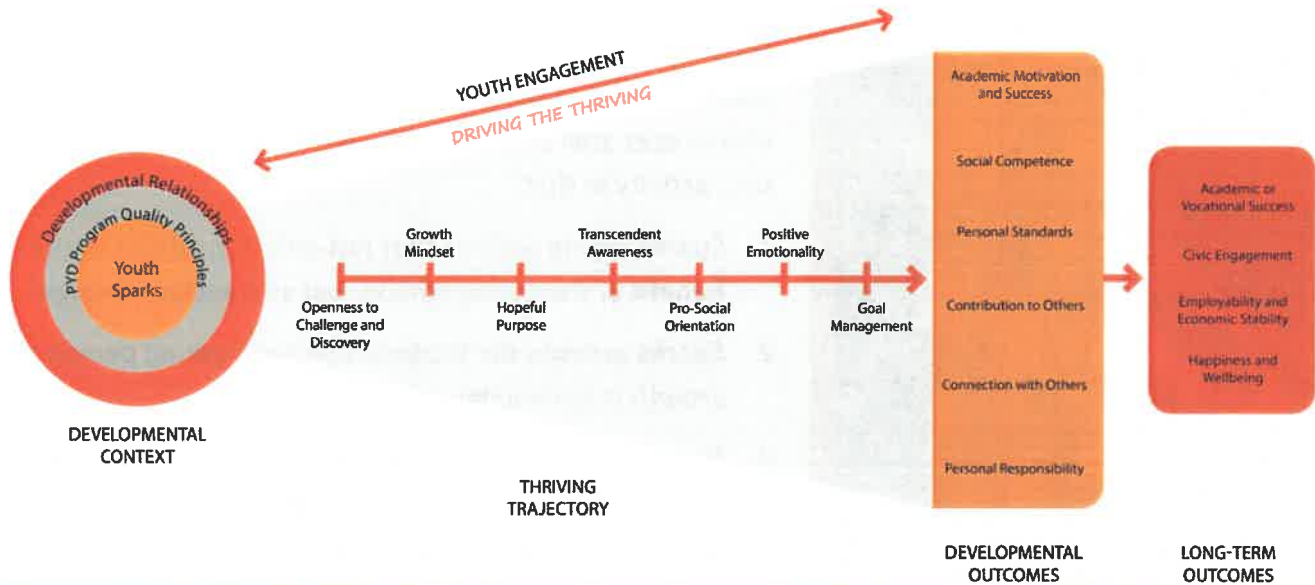 YOUTH ENGAGEMENT
DRIVING THE THRIVING
Developmental Relationships
PYD Program Quality Principles
Youth
Sparks
DEVELOPMENTAL
CONTEXT
Growth
Mindset
Transcendent
Awareness
Positive
Emotionality
Openness to
Challenge and
Discovery
Hopeful
Purpose
Pro-Social
Orientation
Goal
Management
THRIVING
TRAJECTORY
Academic Motivation
and Success
Social Competence
Personal Standards
Contribution to Others
Connection with Others
Personal Responsibility
DEVELOPMENTAL
OUTCOMES
Academic or
Vocational Success
Civic Engagement
Employability and
Economic Stability
Happiness and
Wellbeing
LONG-TERM
OUTCOMES